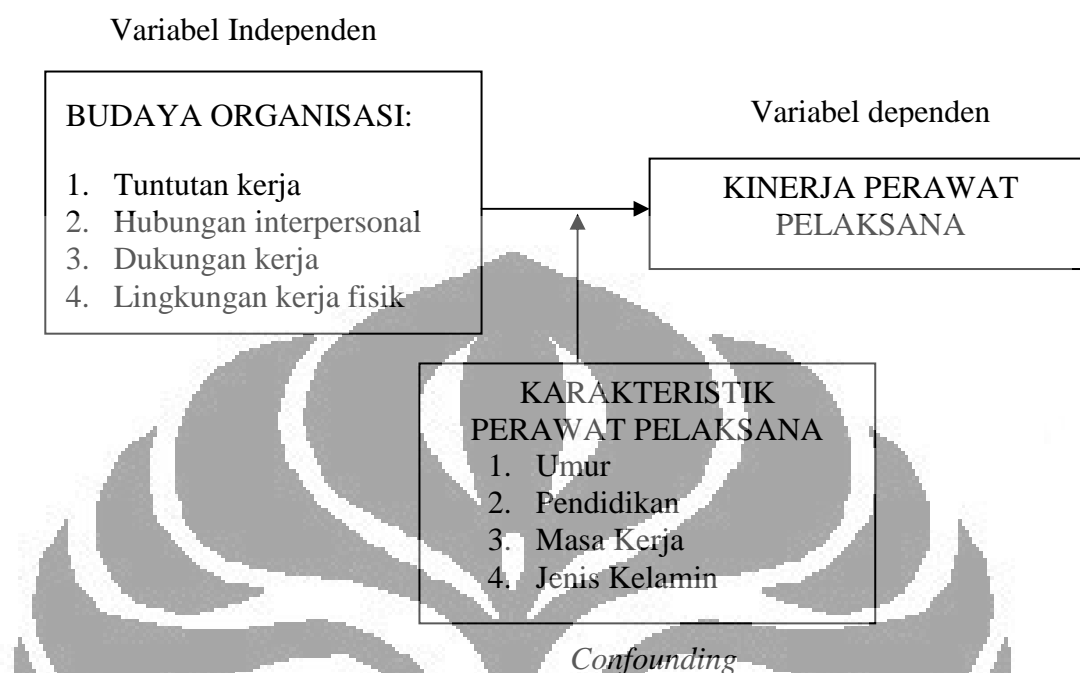 Variabel Independen
BUDAYA ORGANISASI:
1. Tuntutan kerja
2. Hubungan interpersonal
3. Dukungan kerja
4. Lingkungan kerja fisik
Variabel dependen
KINERJA PERAWAT
PELAKSANA
KARAKTERISTIK
PERAWAT PELAKSANA
1. Umur
2. Pendidikan
3. Masa Kerja
4. Jenis Kelamin
Confounding